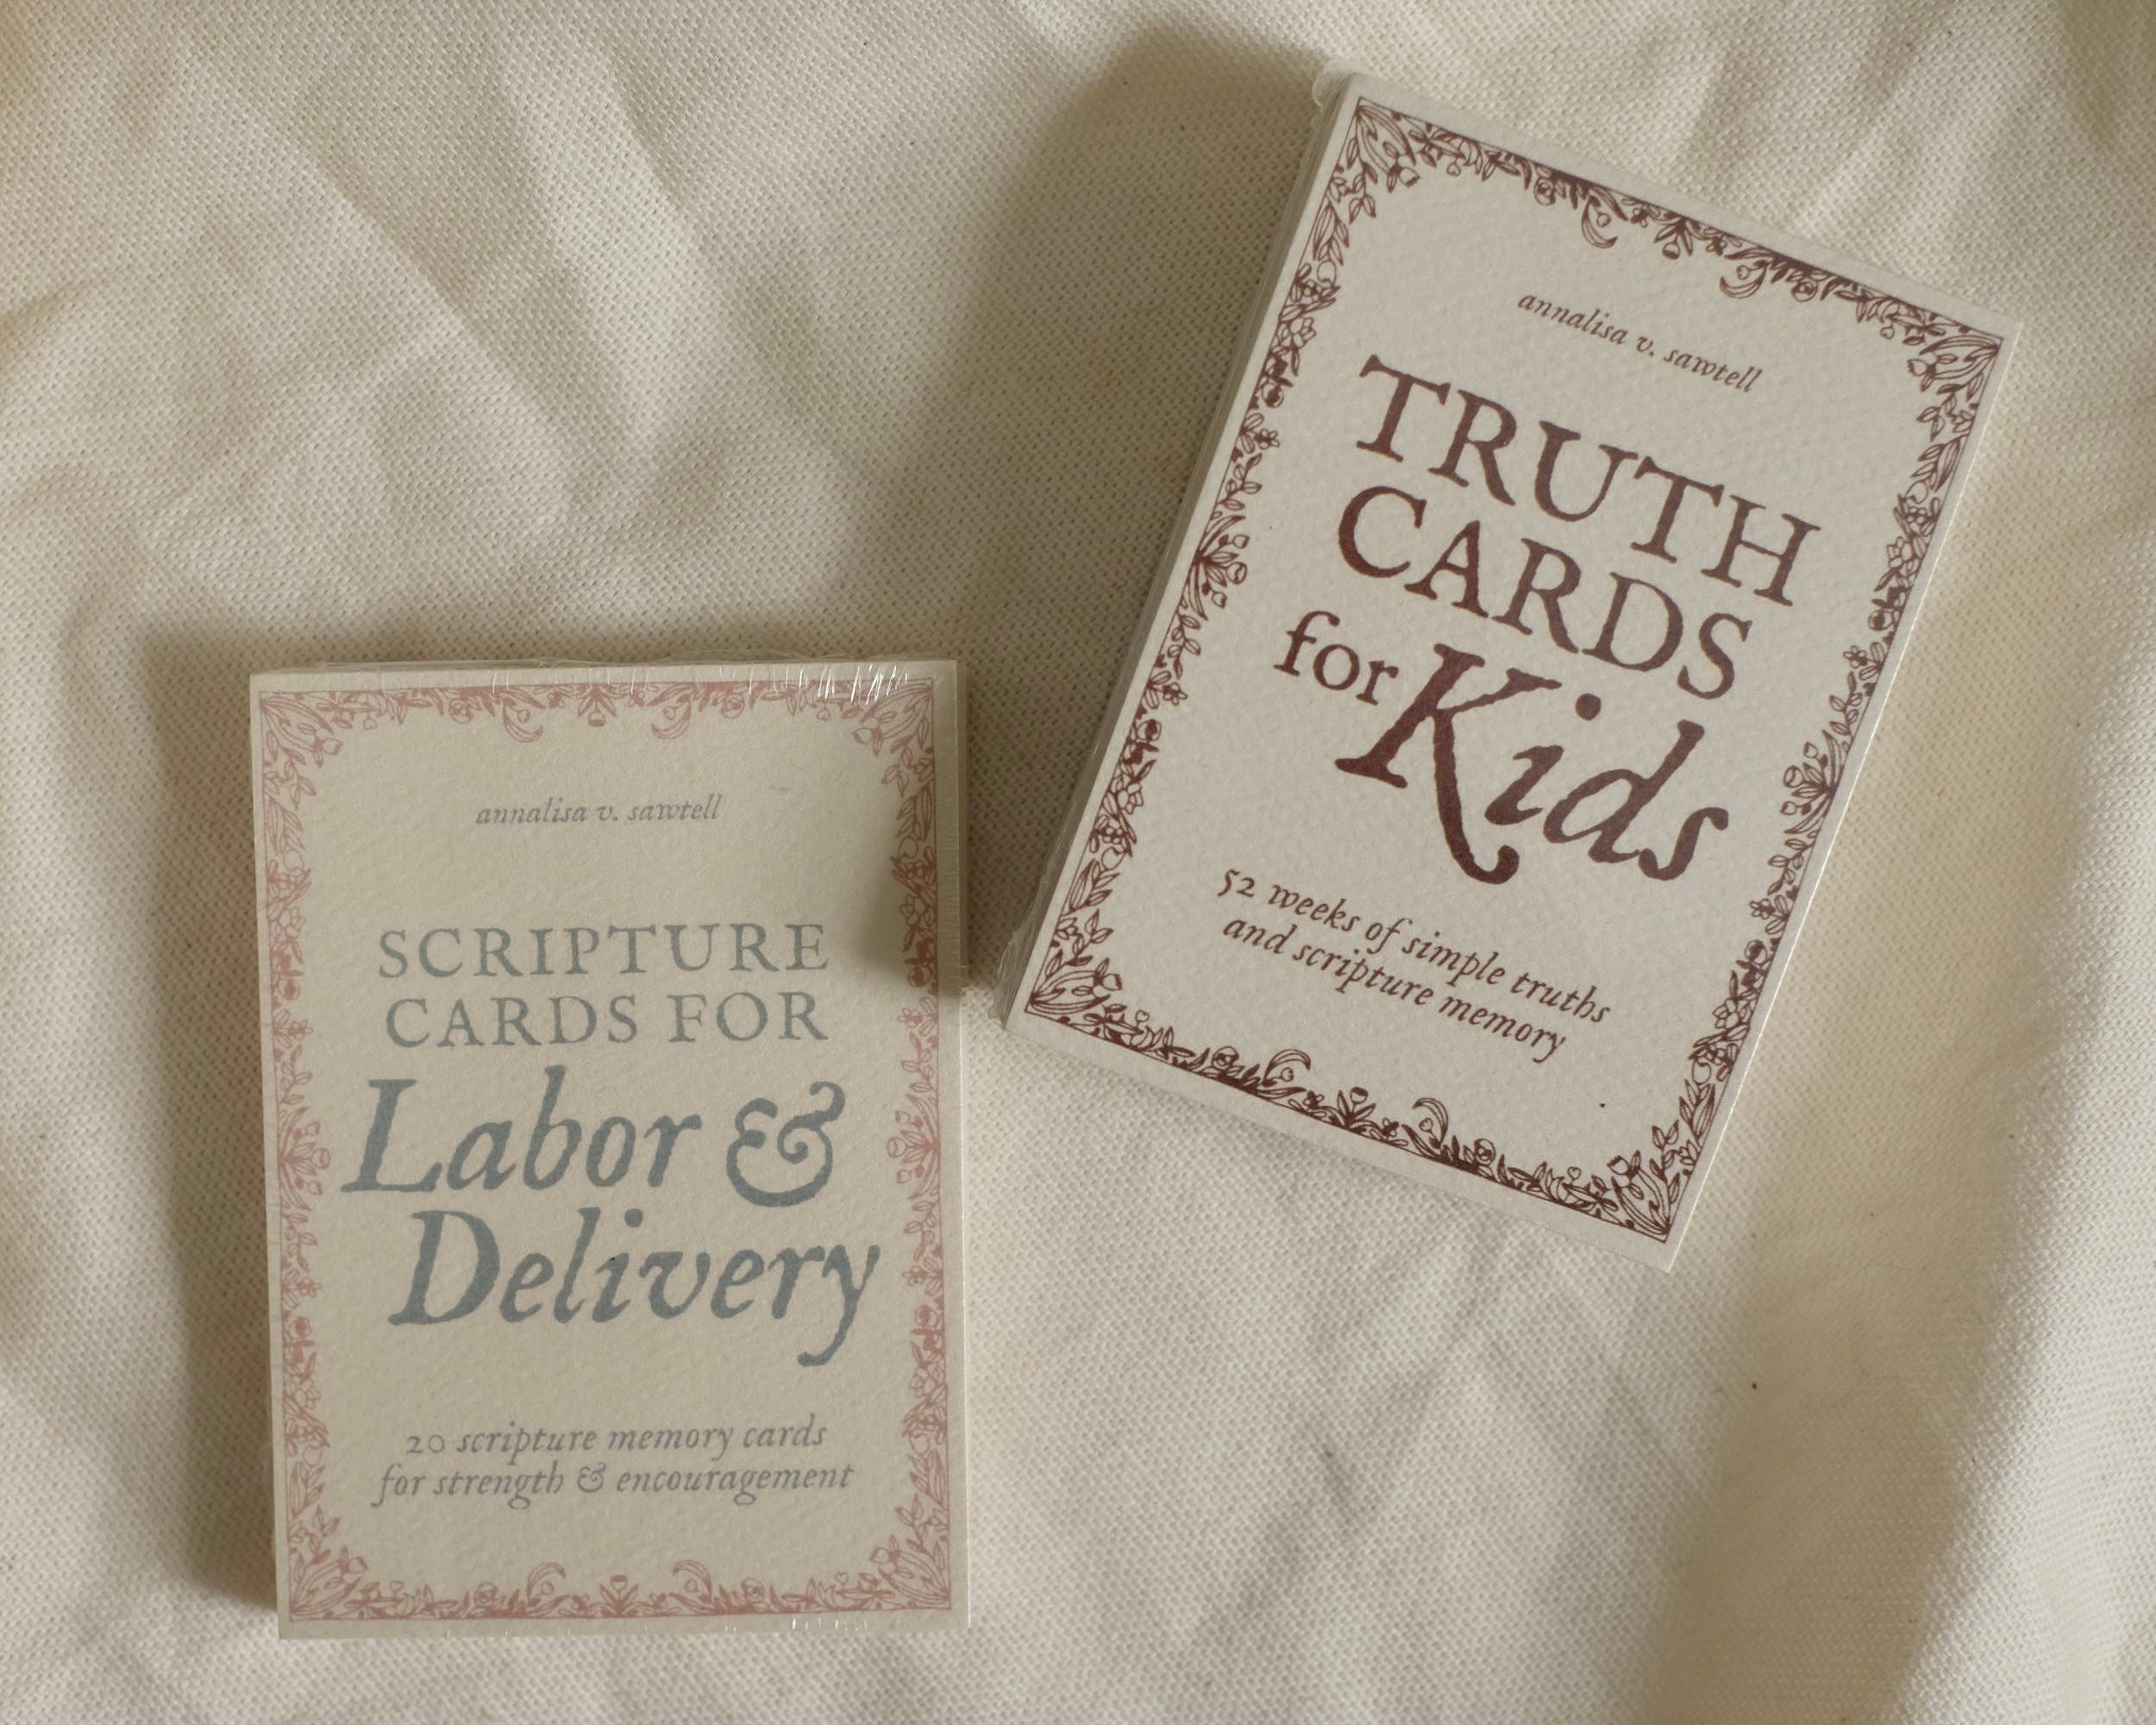 annalisa v. sawtell
SCRIPTURE
CARDS FOR
Labor &
Delivery
20 scripture memory cards
for strength & encouragement
annalisa v. sawtell
TRUTH
CARDS
for Kids
52 weeks of simple truths
and scripture memory